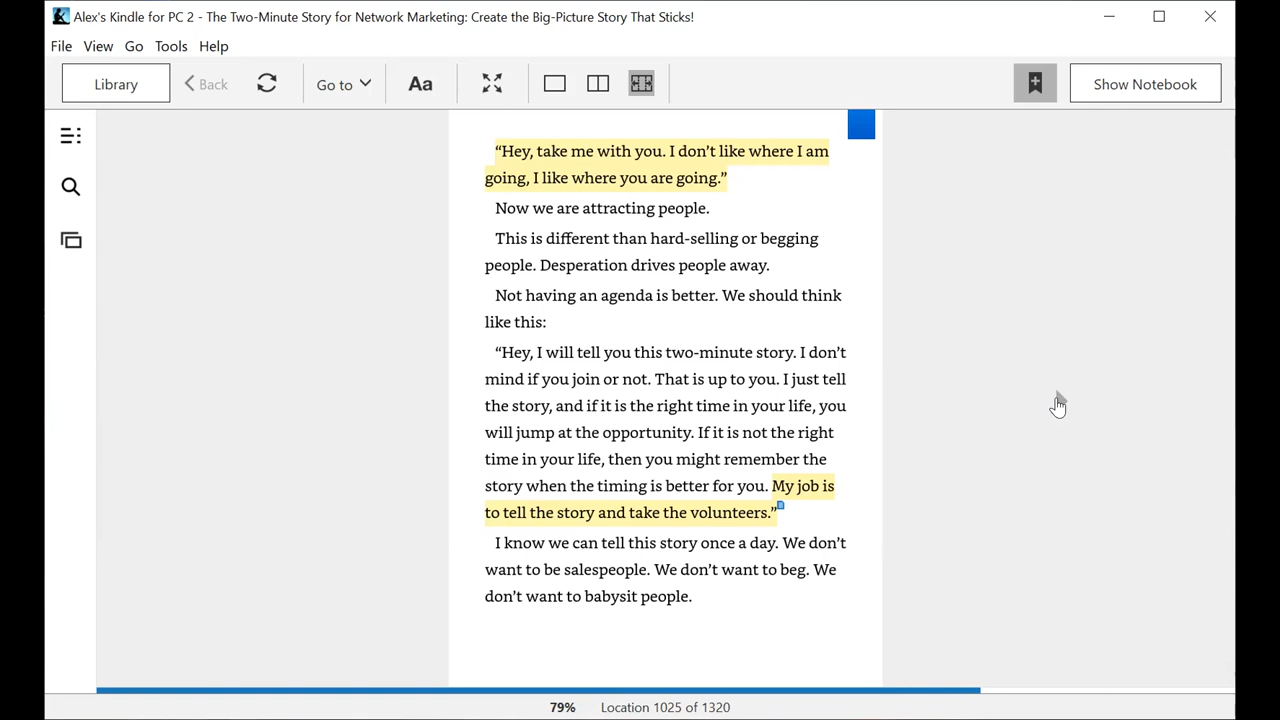 Alex's Kindle for PC 2 - The Two-Minute Story for Network Marketing: Create the Big-Picture Story That Sticks!
File View Go Tools Help
Library Back Go to Aa Show Notebook
“Hey, take me with you. I don’t like where I am
going, I like where you are going.”
Now we are attracting people.
This is different than hard-selling or begging
people. Desperation drives people away.
Not having an agenda is better. We should think
like this:
“Hey, I will tell you this two-minute story. I don’t
mind if you join or not. That is up to you. I just tell
the story, and if it is the right time in your life, you
will jump at the opportunity. If it is not the right
time in your life, then you might remember the
story when the timing is better for you. My job is
to tell the story and take the volunteers.”
I know we can tell this story once a day. We don’t
want to be salespeople. We don’t want to beg. We
don’t want to babysit people.
79% Location 1025 of 1320